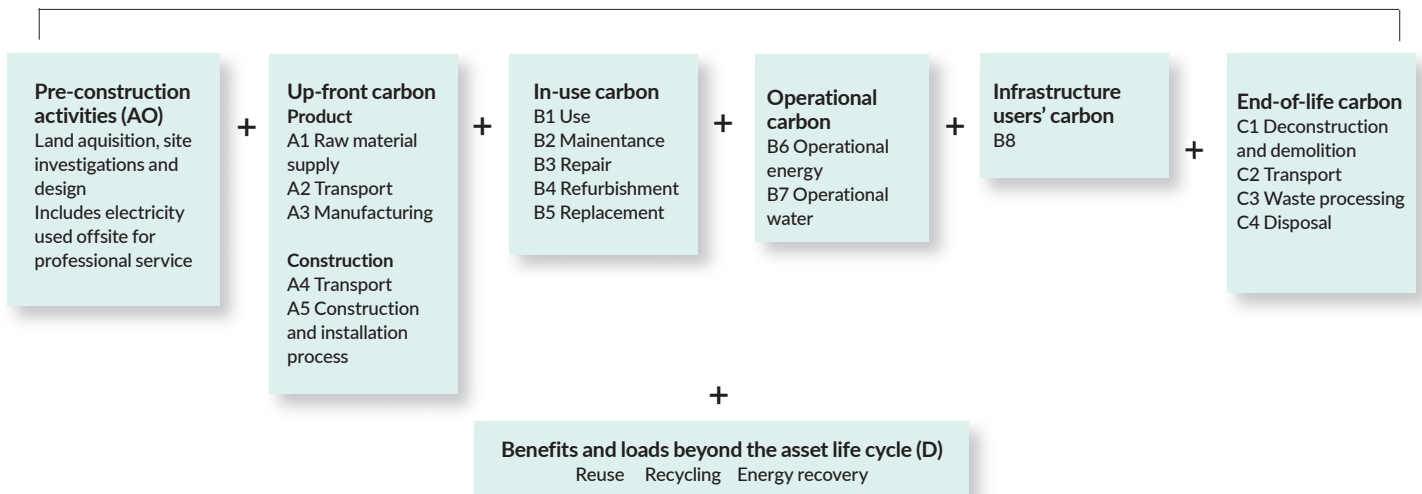 Pre-construction
activities (AO)
Land aquisition, site
investigations and
design
Includes electricity
used offsite for
professional service
+
Up-front carbon
Product
A1 Raw material
supply
A2 Transport
A3 Manufacturing
Construction
A4 Transport
A5 Construction
and installation
process
+
In-use carbon
B1 Use
B2 Mainentance
B3 Repair
B4 Refurbishment
B5 Replacement
+
Operational
carbon
B6 Operational
energy
B7 Operational
water
+
Infrastructure
users' carbon
B8
+
End-of-life carbon
C1 Deconstruction
and demolition
C2 Transport
C3 Waste processing
C4 Disposal
+
Benefits and loads beyond the asset life cycle (D)
Reuse Recycling Energy recovery